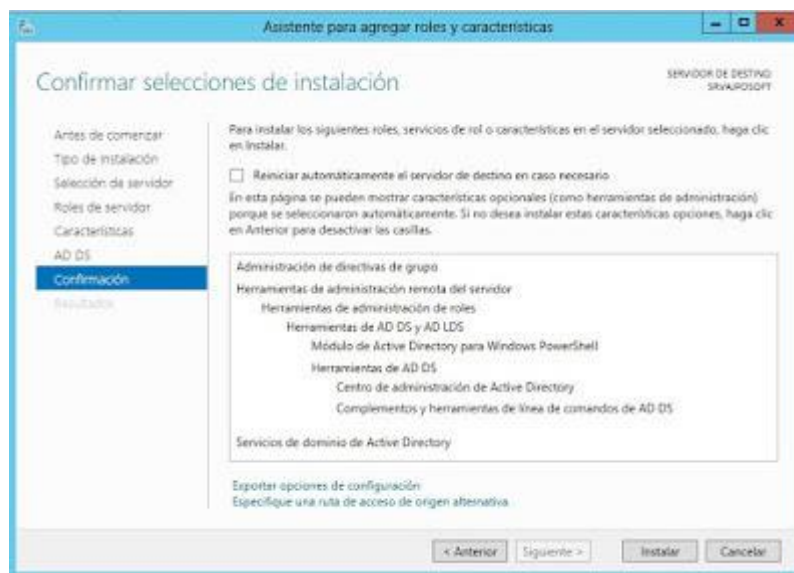 Asistente para agregar roles y características
Confirmar selecciones de instalación
SERVIDOR DE DESTINO
SRVAJPOSOFT
Antes de comenzar
Tipo de instalación
Selección de servidor
Roles de servidor
Características
AD DS
Confirmación
Resultados
Para instalar los siguientes roles, servicios de rol o características en el servidor seleccionado, haga clic
en Instalar.
Reiniciar automáticamente el servidor de destino en caso necesario
En esta página se pueden mostrar características opcionales (como herramientas de administración)
porque se seleccionaron automáticamente. Si no desea instalar estas características opciones, haga clic
en Anterior para desactivar las casillas.
Administración de directivas de grupo
Herramientas de administración remota del servidor
Herramientas de administración de roles
Herramientas de AD DS y AD LDS
Módulo de Active Directory para Windows PowerShell
Herramientas de AD DS
Centro de administración de Active Directory
Complementos y herramientas de línea de comandos de AD DS
Servicios de dominio de Active Directory
Exportar opciones de configuración
Especifique una ruta de acceso de origen alternativa
< Anterior
Siguiente >
Instalar
Cancelar